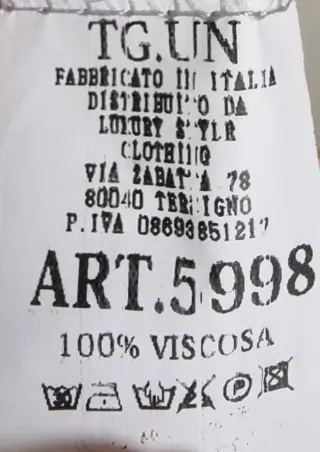 TG.UN
FABBRICATO IN ITALIA
DISTRIBUITO DA
LUXURY STYLE
CLOTHING
VIA ZABATTA 78
80040 TERZIGNO
P.IVA 08693851217
ART.5998
100% VISCOSA
P